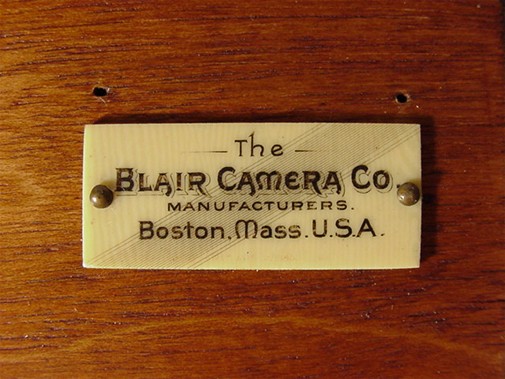 The
BLAIR CAMERA CO.
MANUFACTURERS.
Boston, Mass. U.S.A.